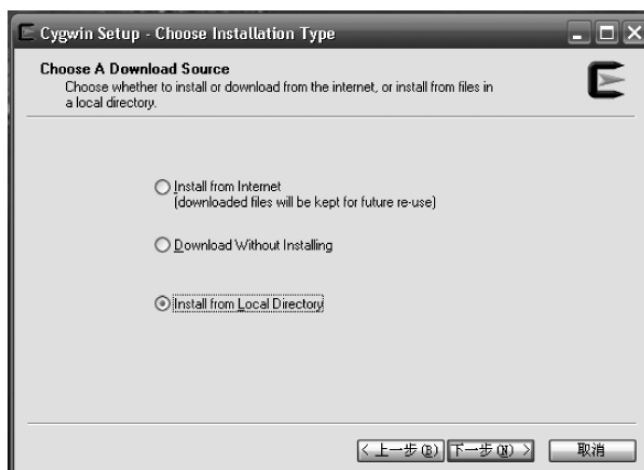 Cygwin Setup - Choose Installation Type
Choose A Download Source
Choose whether to install or download from the internet, or install from files in
a local directory.
Install from Internet
(downloaded files will be kept for future re-use)
Download Without Installing
Install from Local Directory
< 上一步(B) 下一步(N) > 取消